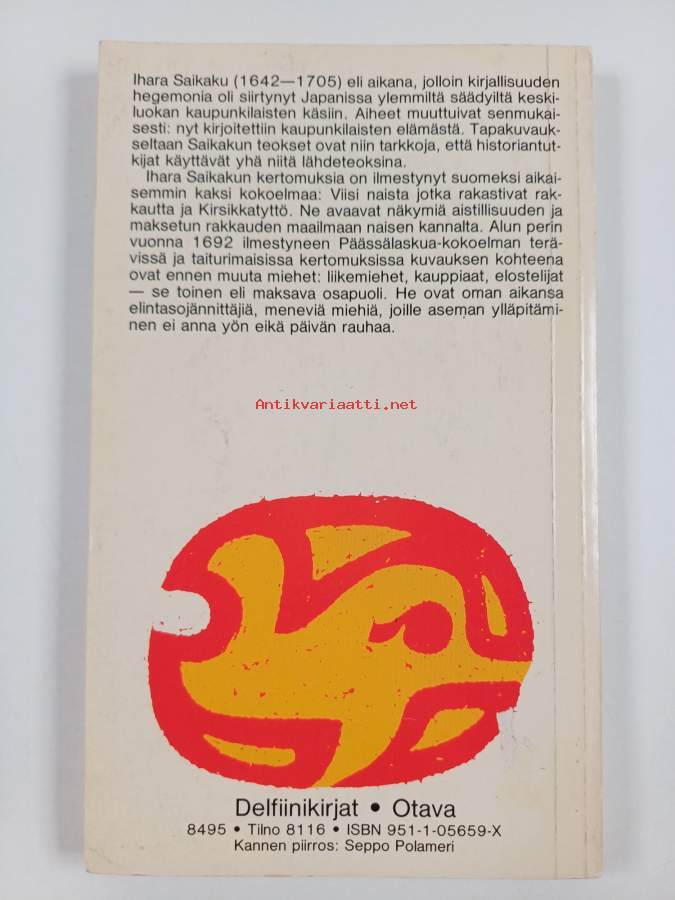 Ihara Saikaku (1642—1705) eli aikana, jolloin kirjallisuuden
hegemonia oli siirtynyt Japanissa ylemmiltä säädyiltä keski-
luokan kaupunkilaisten käsiin. Aiheet muuttuivat senmukai-
sesti: nyt kirjoitettiin kaupunkilaisten elämästä. Tapakuvauk-
seltaan Saikakun teokset ovat niin tarkkoja, että historiantut-
kijat käyttävät yhä niitä lähdeteoksina.
Ihara Saikakun kertomuksia on ilmestynyt suomeksi aikai-
semmin kaksi kokoelmaa: Viisi naista jotka rakastivat rak-
kautta ja Kirsikkatyttö. Ne avaavat näkymiä aistillisuuden ja
maksetun rakkauden maailmaan naisen kannalta. Alun perin
vuonna 1692 ilmestyneen Päässälaskua-kokoelman terä-
vissä ja taiturimaisissa kertomuksissa kuvauksen kohteena
ovat ennen muuta miehet: liikemiehet, kauppiaat, elostelijat
— se toinen eli maksava osapuoli. He ovat oman aikansa
elintasojännittäjiä, meneviä miehiä, joille aseman ylläpitämi-
nen ei anna yön eikä päivän rauhaa.
Antikvariaatti.net
Delfiinikirjat • Otava
8495 • Tilno 8116 • ISBN 951-1-05659-X
Kannen piirros: Seppo Polameri